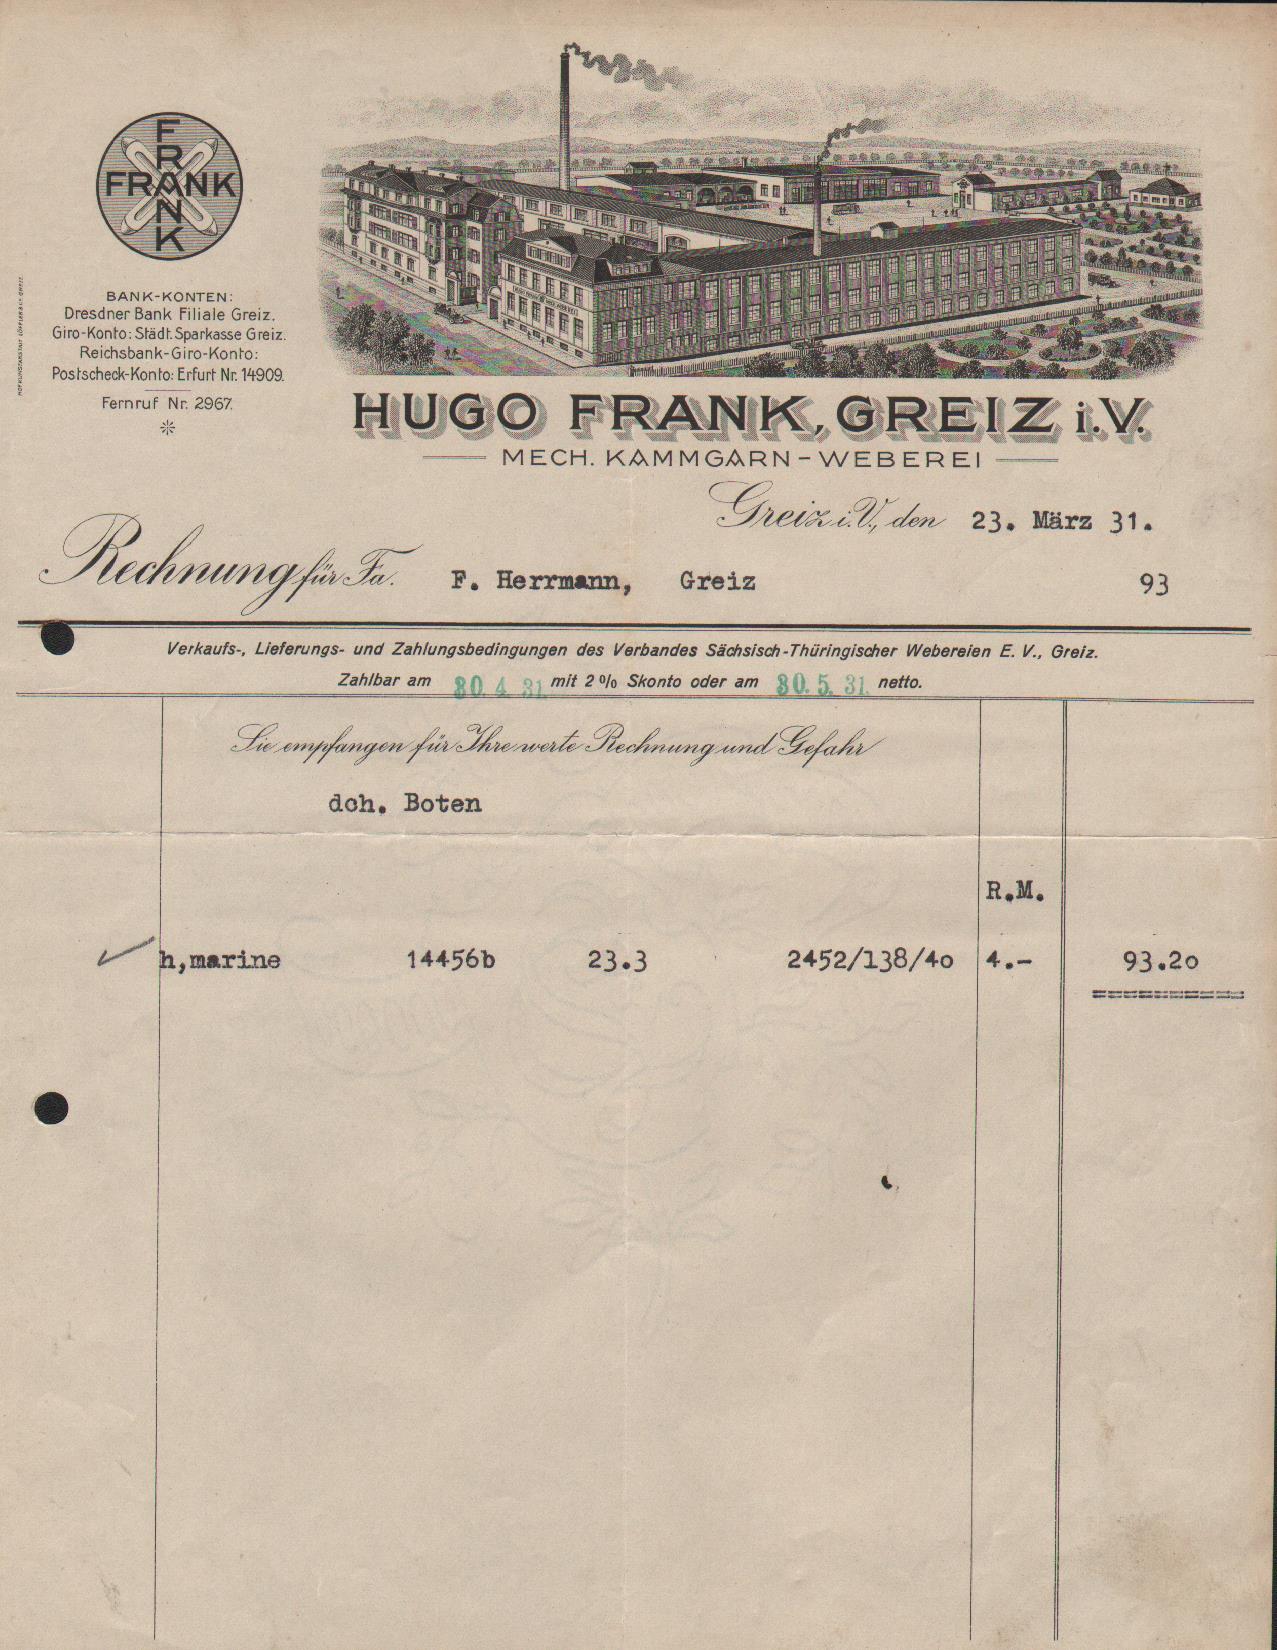 FRANK
FRANK
BANK-KONTEN:
Dresdner Bank Filiale Greiz.
Giro-Konto: Städt. Sparkasse Greiz.
Reichsbank-Giro-Konto:
Postscheck-Konto: Erfurt Nr. 14909.
Fernruf Nr. 2967.
HUGO FRANK, GREIZ i.V.
MECH. KAMMGARN-WEBEREI
Greiz i. V., den 23. März 31.
Rechnung für Fa. F. Herrmann, Greiz 93
Verkaufs-, Lieferungs- und Zahlungsbedingungen des Verbandes Sächsisch-Thüringischer Webereien E. V., Greiz.
Zahlbar am 30.4.31. mit 2% Skonto oder am 30.5.31. netto.
Sie empfangen für Ihre werte Rechnung und Gefahr
dch. Boten
R.M.
h,marine 14456b 23.3 2452/138/4o 4.- 93.2o